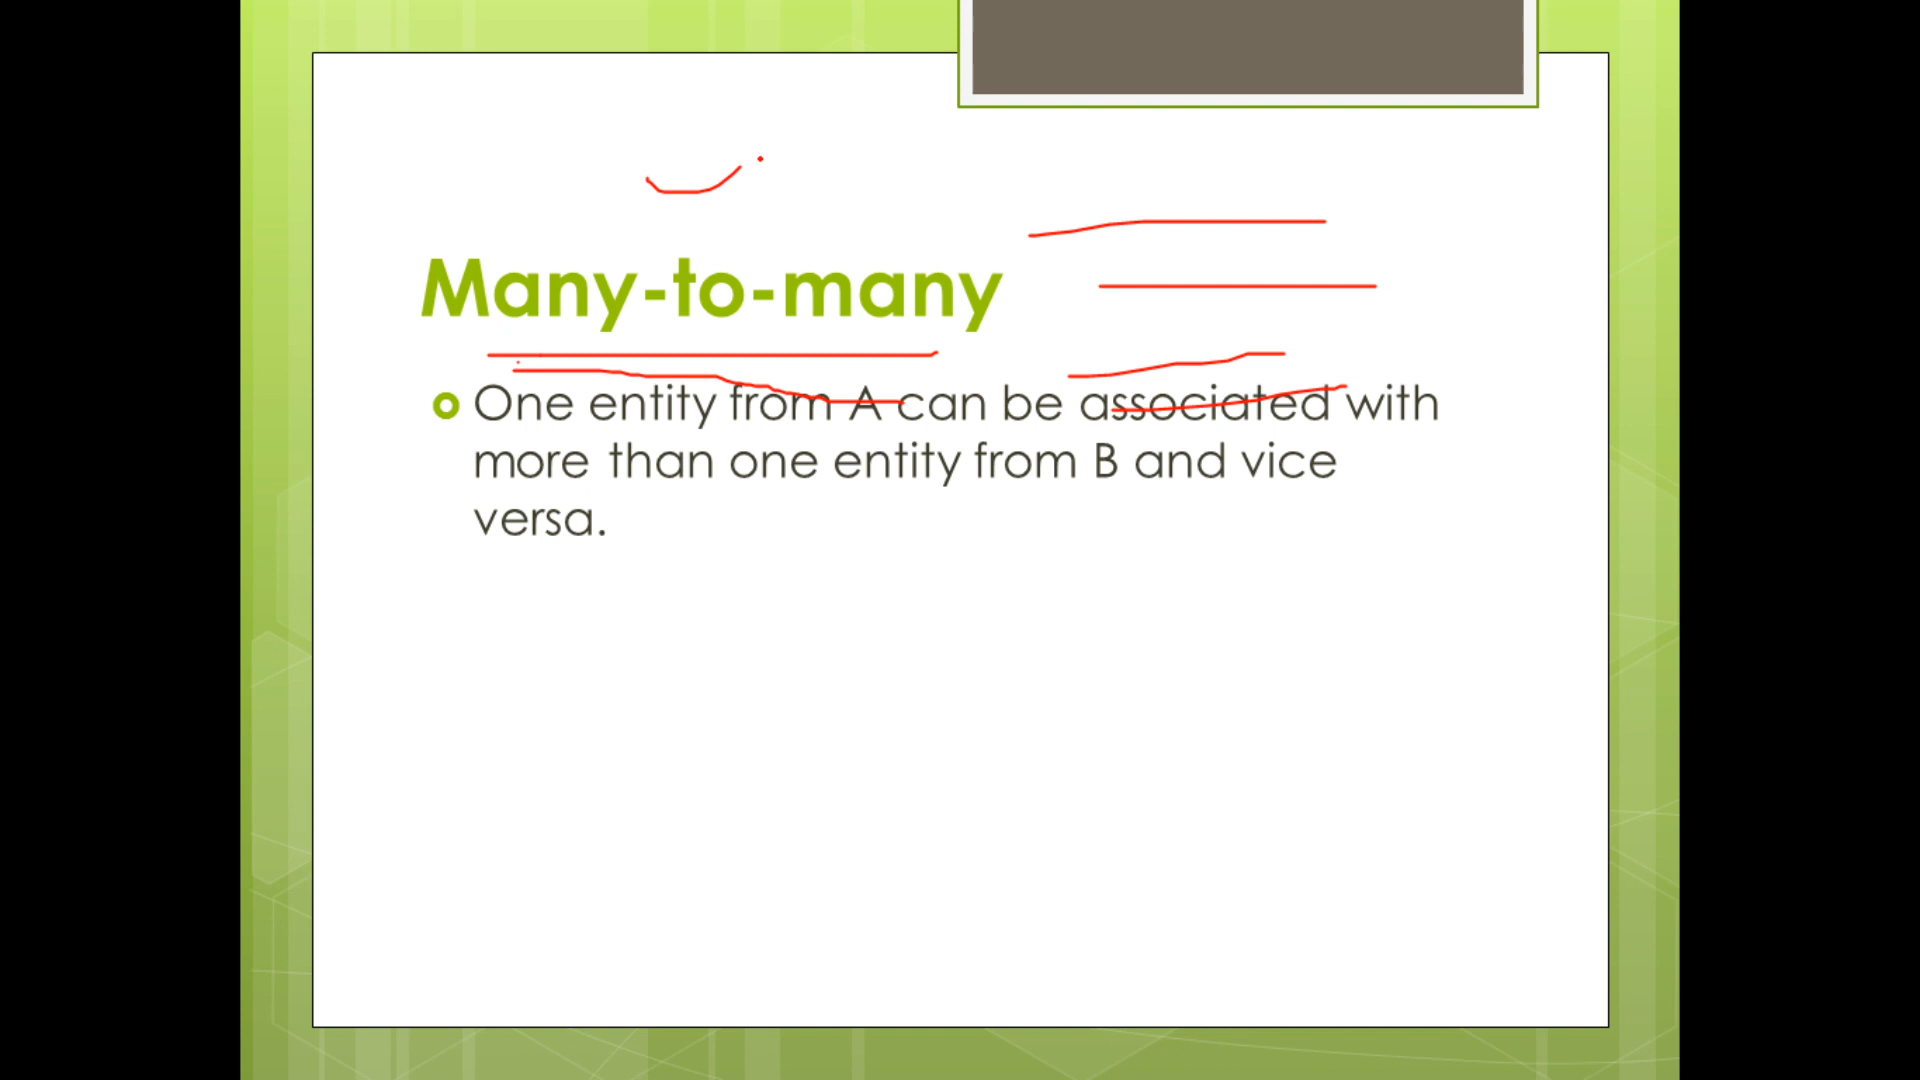 Many-to-many
One entity from A can be associated with
more than one entity from B and vice
versa.